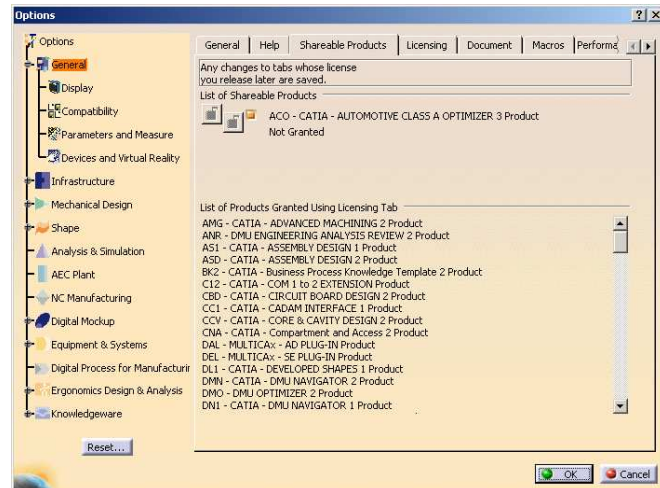 Options
? X
Options
General
Display
Compatibility
Parameters and Measure
Devices and Virtual Reality
Infrastructure
Mechanical Design
Shape
Analysis & Simulation
AEC Plant
NC Manufacturing
Digital Mockup
Equipment & Systems
Digital Process for Manufacturin
Ergonomics Design & Analysis
Knowledgeware
Reset...
General Help Shareable Products Licensing Document Macros Performa
Any changes to tabs whose license
you release later are saved.
List of Shareable Products
ACO - CATIA - AUTOMOTIVE CLASS A OPTIMIZER 3 Product
Not Granted
List of Products Granted Using Licensing Tab
AMG - CATIA - ADVANCED MACHINING 2 Product
ANR - DMU ENGINEERING ANALYSIS REVIEW 2 Product
AS1 - CATIA - ASSEMBLY DESIGN 1 Product
ASD - CATIA - ASSEMBLY DESIGN 2 Product
BK2 - CATIA - Business Process Knowledge Template 2 Product
C12 - CATIA - COM 1 to 2 EXTENSION Product
CBD - CATIA - CIRCUIT BOARD DESIGN 2 Product
CC1 - CATIA - CADAM INTERFACE 1 Product
CCV - CATIA - CORE & CAVITY DESIGN 2 Product
CNA - CATIA - Compartment and Access 2 Product
DAL - MULTICAx - AD PLUG-IN Product
DEL - MULTICAx - SE PLUG-IN Product
DL1 - CATIA - DEVELOPED SHAPES 1 Product
DMN - CATIA - DMU NAVIGATOR 2 Product
DMO - DMU OPTIMIZER 2 Product
DN1 - CATIA - DMU NAVIGATOR 1 Product
OK Cancel